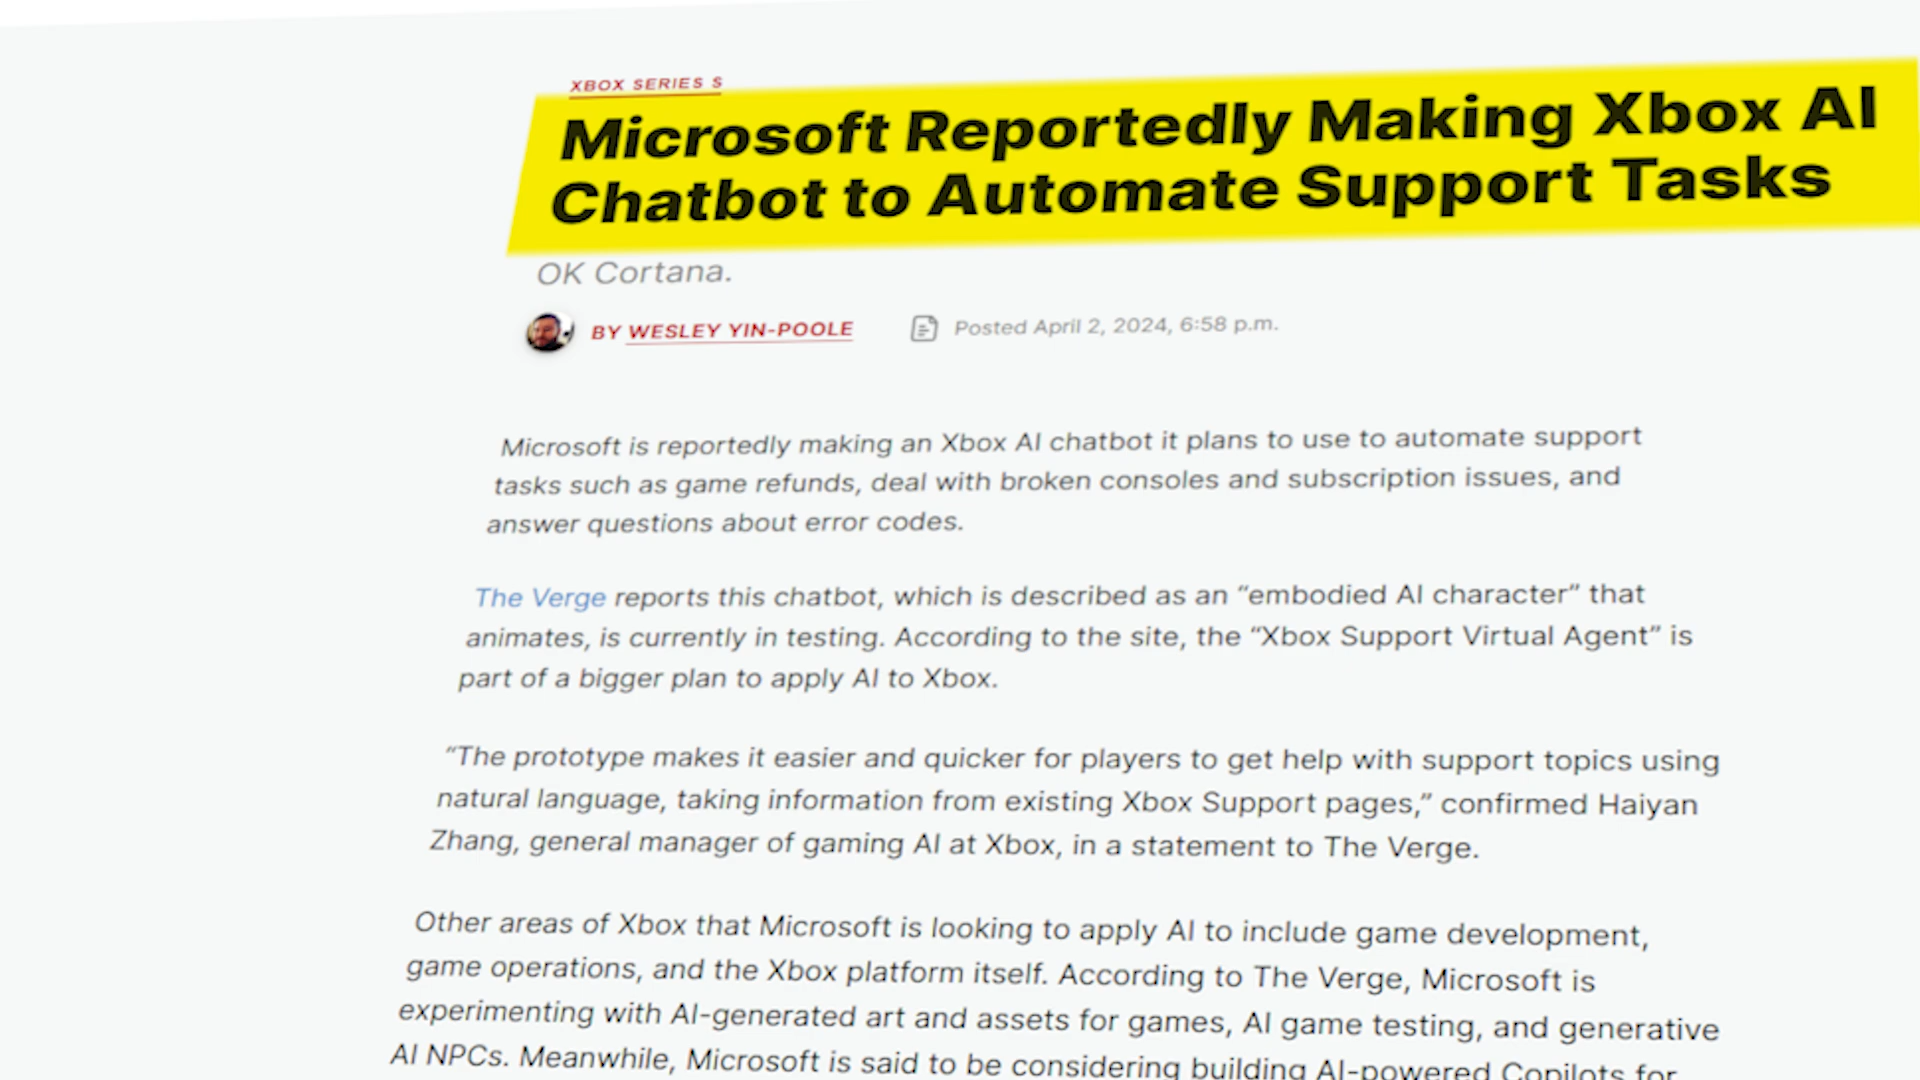 XBOX SERIES S
Microsoft Reportedly Making Xbox AI
Chatbot to Automate Support Tasks
OK Cortana.
BY WESLEY YIN-POOLE
Posted April 2, 2024, 6:58 p.m.
Microsoft is reportedly making an Xbox AI chatbot it plans to use to automate support
tasks such as game refunds, deal with broken consoles and subscription issues, and
answer questions about error codes.
The Verge reports this chatbot, which is described as an “embodied AI character” that
animates, is currently in testing. According to the site, the “Xbox Support Virtual Agent” is
part of a bigger plan to apply AI to Xbox.
“The prototype makes it easier and quicker for players to get help with support topics using
natural language, taking information from existing Xbox Support pages,” confirmed Haiyan
Zhang, general manager of gaming AI at Xbox, in a statement to The Verge.
Other areas of Xbox that Microsoft is looking to apply AI to include game development,
game operations, and the Xbox platform itself. According to The Verge, Microsoft is
experimenting with AI-generated art and assets for games, AI game testing, and generative
AI NPCs. Meanwhile, Microsoft is said to be considering building AI-powered Copilots for